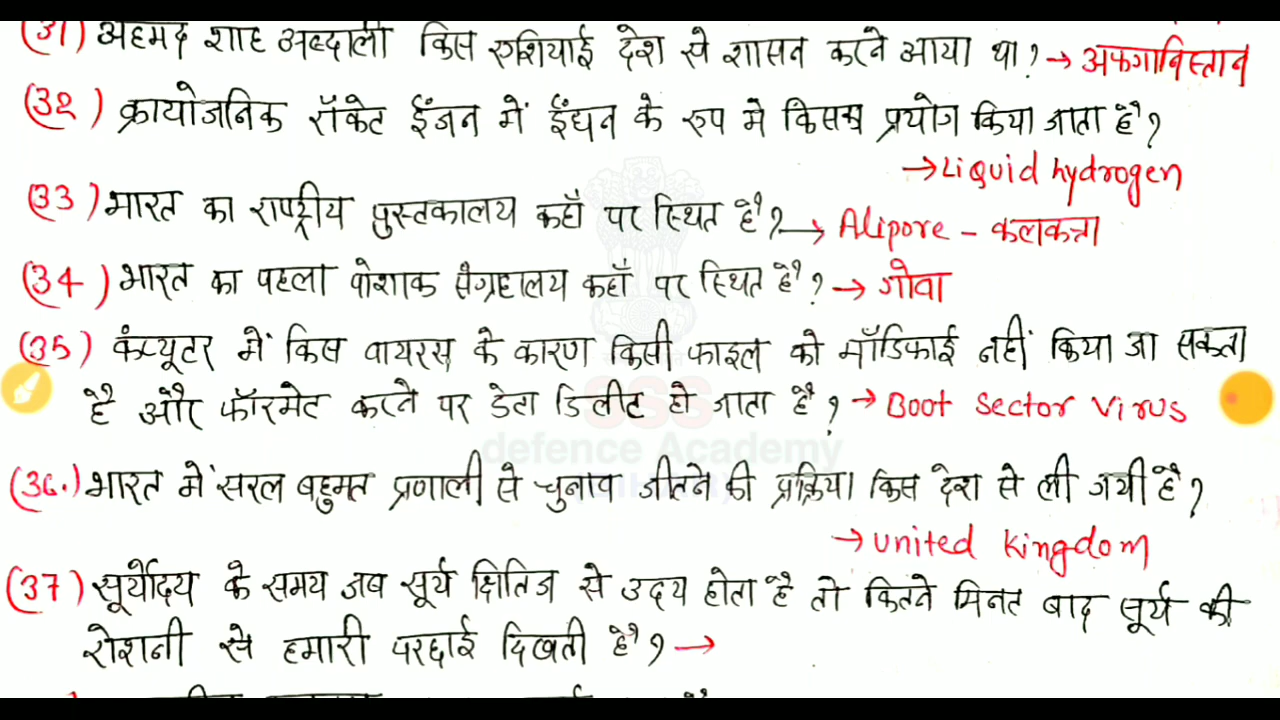 (31) अहमद शाह अब्दाली किस एशियाई देश से शासन करने आया था? → अफगानिस्तान
(32) क्रायोजनिक रॉकेट ईंजन में ईंधन के रूप मे किसका प्रयोग किया जाता है?
→ Liquid hydrogen
(33) भारत का राष्ट्रीय पुस्तकालय कहाँ पर स्थित है? → Alipore - कलकत्ता
(34) भारत का पहला पोशाक संग्रहालय कहाँ पर स्थित है? → गोवा
(35) कंप्यूटर में किस वायरस के कारण किसी फाइल को मॉडिफाई नहीं किया जा सकता
है और फॉरमेट करने पर डेता डिलीट हो जाता है? → Boot Sector Virus
SSS
defence Academy
(36.) भारत में सरल बहुमत प्रणाली से चुनाव जीतने की प्रक्रिया किस देश से ली गयी है?
→ United Kingdom
(37) सूर्योदय के समय जब सूर्य क्षितिज से उदय होता है तो कितने मिनट बाद सूर्य की
रोशनी से हमारी परछाई दिखती है? →